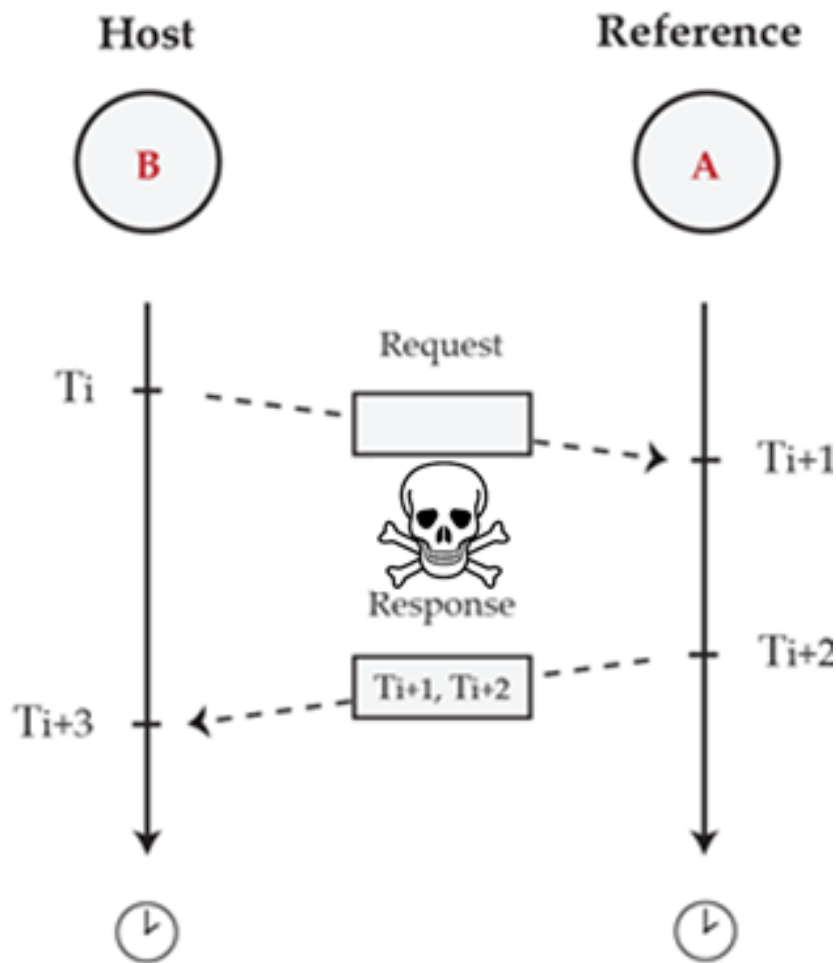 Host
Reference
B
A
Request
Ti
Ti+1
Response
Ti+2
Ti+1, Ti+2
Ti+3